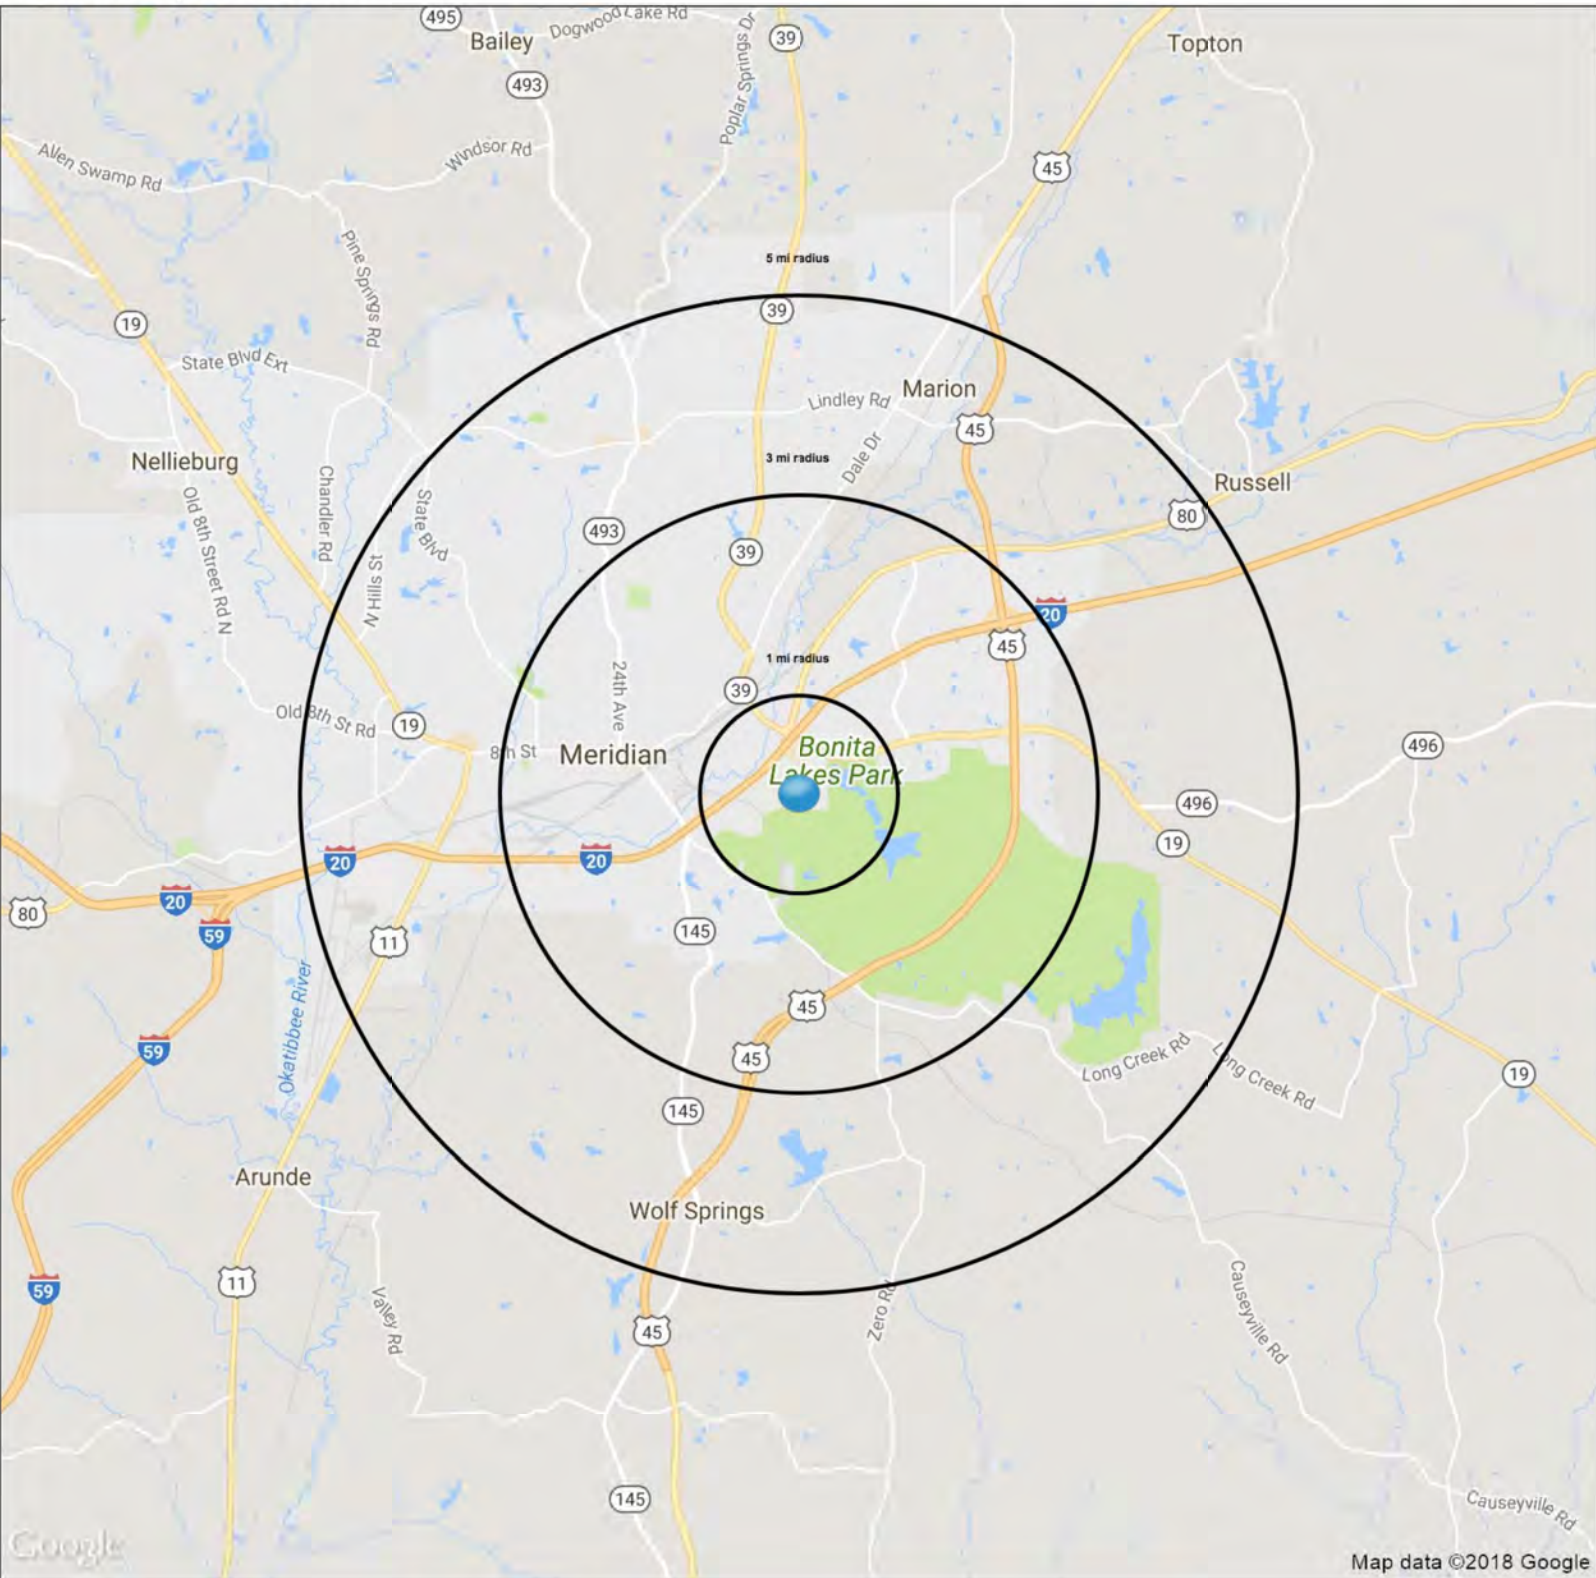 495
Bailey
Dogwood Lake Rd
39
Topton
493
Poplar Springs Dr
Allen Swamp Rd
Windsor Rd
45
Pine Springs Rd
5 mi radius
39
19
State Blvd Ext
Marion
Lindley Rd
45
Dale Dr
3 mi radius
Nellieburg
Chandler Rd
Old 8th Street Rd N
State Blvd
Russell
80
493
39
N Hills St
20
45
1 mi radius
24th Ave
39
Old 8th St Rd
19
8th St
Meridian
Bonita
Lakes Park
496
496
19
20
20
20
80
59
11
145
Okatibbee River
45
59
45
Long Creek Rd
Long Creek Rd
19
145
Arunde
Wolf Springs
11
59
Valley Rd
Zero Rd
Causeyville Rd
45
145
Causeyville Rd
Google
Map data ©2018 Google